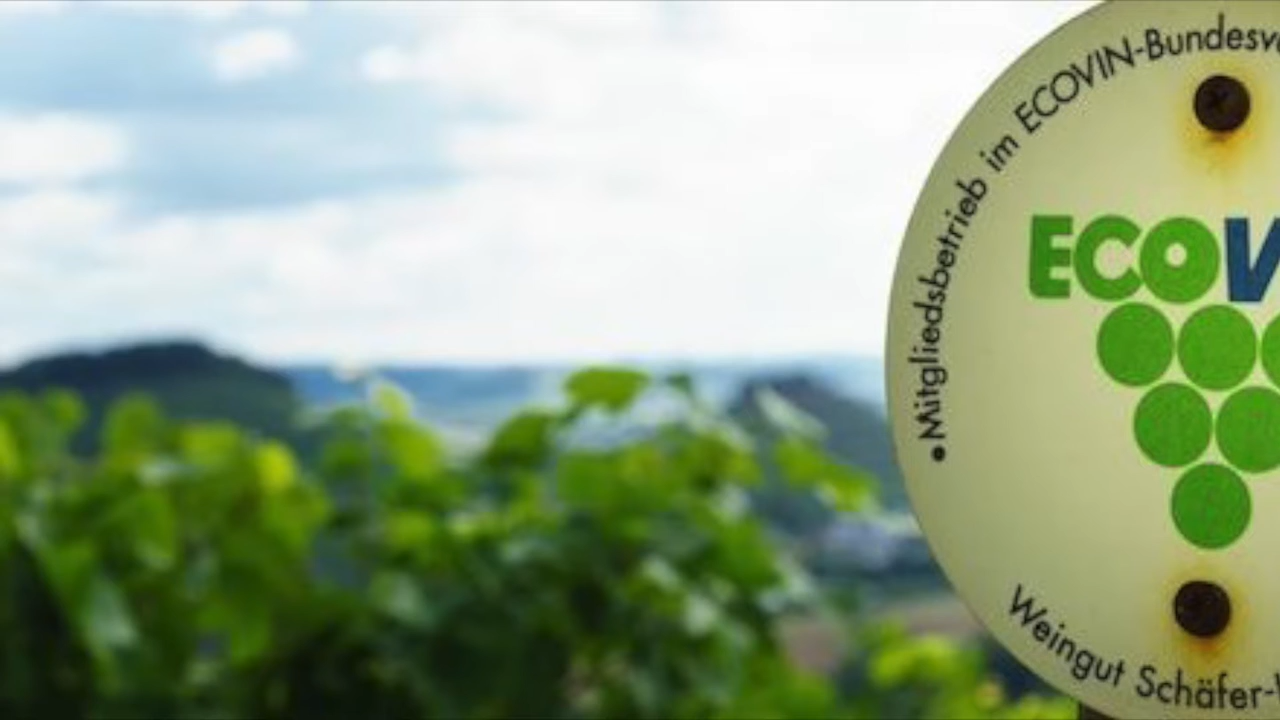 •Mitgliedsbetrieb im ECOVIN-Bundesv
ECOV
Weingut Schäfer-